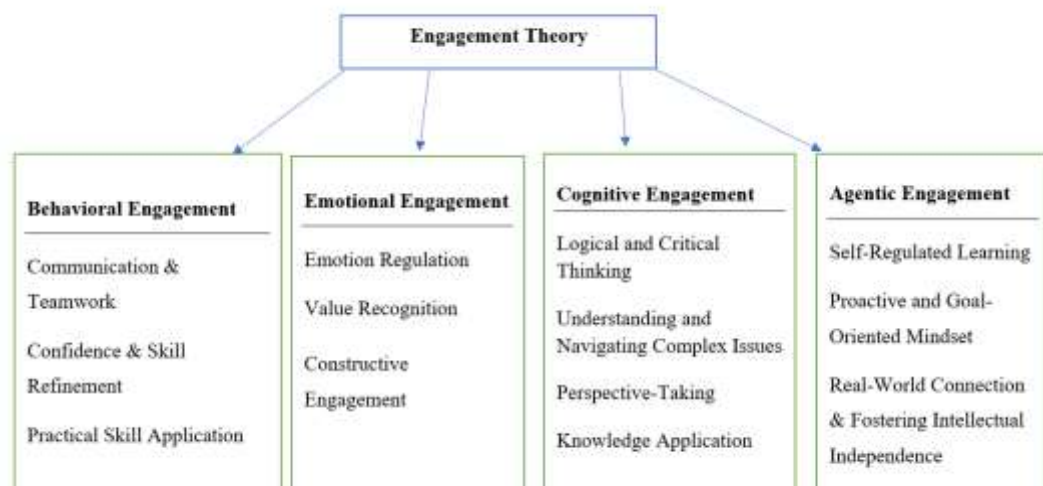 Engagement Theory
Behavioral Engagement
Communication &
Teamwork
Confidence & Skill
Refinement
Practical Skill Application
Emotional Engagement
Emotion Regulation
Value Recognition
Constructive
Engagement
Cognitive Engagement
Logical and Critical
Thinking
Understanding and
Navigating Complex Issues
Perspective-Taking
Knowledge Application
Agentic Engagement
Self-Regulated Learning
Proactive and Goal-
Oriented Mindset
Real-World Connection
& Fostering Intellectual
Independence